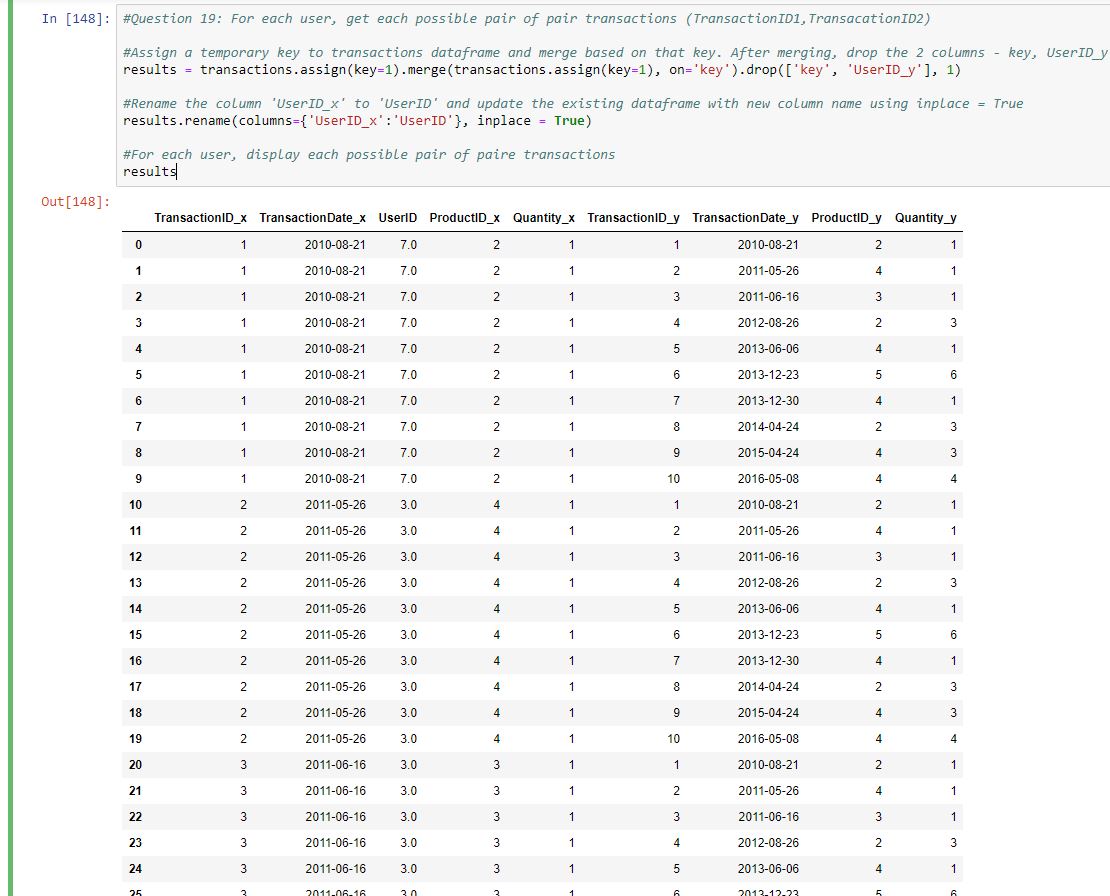 In [148]: #Question 19: For each user, get each possible pair of pair transactions (TransactionID1,TransacationID2)
#Assign a temporary key to transactions dataframe and merge based on that key. After merging, drop the 2 columns - key, UserID_y
results = transactions.assign(key=1).merge(transactions.assign(key=1), on='key').drop(['key', 'UserID_y'], 1)
#Rename the column 'UserID_x' to 'UserID' and update the existing dataframe with new column name using inplace = True
results.rename(columns={'UserID_x':'UserID'}, inplace = True)
#For each user, display each possible pair of paire transactions
results
Out[148]:
TransactionID_x TransactionDate_x UserID ProductID_x Quantity_x TransactionID_y TransactionDate_y ProductID_y Quantity_y
0 1 2010-08-21 7.0 2 1 1 2010-08-21 2 1
1 1 2010-08-21 7.0 2 1 2 2011-05-26 4 1
2 1 2010-08-21 7.0 2 1 3 2011-06-16 3 1
3 1 2010-08-21 7.0 2 1 4 2012-08-26 2 3
4 1 2010-08-21 7.0 2 1 5 2013-06-06 4 1
5 1 2010-08-21 7.0 2 1 6 2013-12-23 5 6
6 1 2010-08-21 7.0 2 1 7 2013-12-30 4 1
7 1 2010-08-21 7.0 2 1 8 2014-04-24 2 3
8 1 2010-08-21 7.0 2 1 9 2015-04-24 4 3
9 1 2010-08-21 7.0 2 1 10 2016-05-08 4 4
10 2 2011-05-26 3.0 4 1 1 2010-08-21 2 1
11 2 2011-05-26 3.0 4 1 2 2011-05-26 4 1
12 2 2011-05-26 3.0 4 1 3 2011-06-16 3 1
13 2 2011-05-26 3.0 4 1 4 2012-08-26 2 3
14 2 2011-05-26 3.0 4 1 5 2013-06-06 4 1
15 2 2011-05-26 3.0 4 1 6 2013-12-23 5 6
16 2 2011-05-26 3.0 4 1 7 2013-12-30 4 1
17 2 2011-05-26 3.0 4 1 8 2014-04-24 2 3
18 2 2011-05-26 3.0 4 1 9 2015-04-24 4 3
19 2 2011-05-26 3.0 4 1 10 2016-05-08 4 4
20 3 2011-06-16 3.0 3 1 1 2010-08-21 2 1
21 3 2011-06-16 3.0 3 1 2 2011-05-26 4 1
22 3 2011-06-16 3.0 3 1 3 2011-06-16 3 1
23 3 2011-06-16 3.0 3 1 4 2012-08-26 2 3
24 3 2011-06-16 3.0 3 1 5 2013-06-06 4 1
25 3 2011-06-16 3.0 3 1 6 2013-12-23 5 6